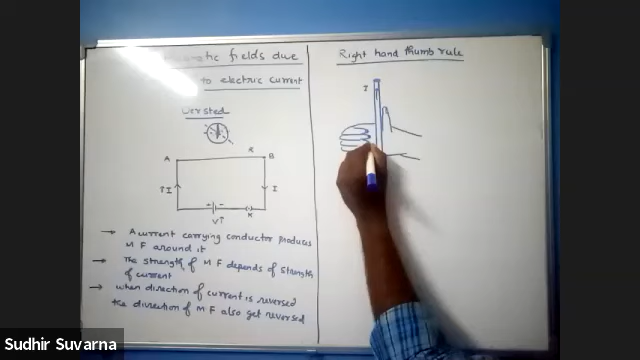 netic fields due
to electric current
Oersted
R
A
B
↑I
I
+ -
V↑
K
→ A current carrying conductor produces
M F around it
→ The strength of M F depends of strength
of current
→ when direction of current is reversed
the direction of M F also get reversed
Right hand thumb rule
I
Sudhir Suvarna